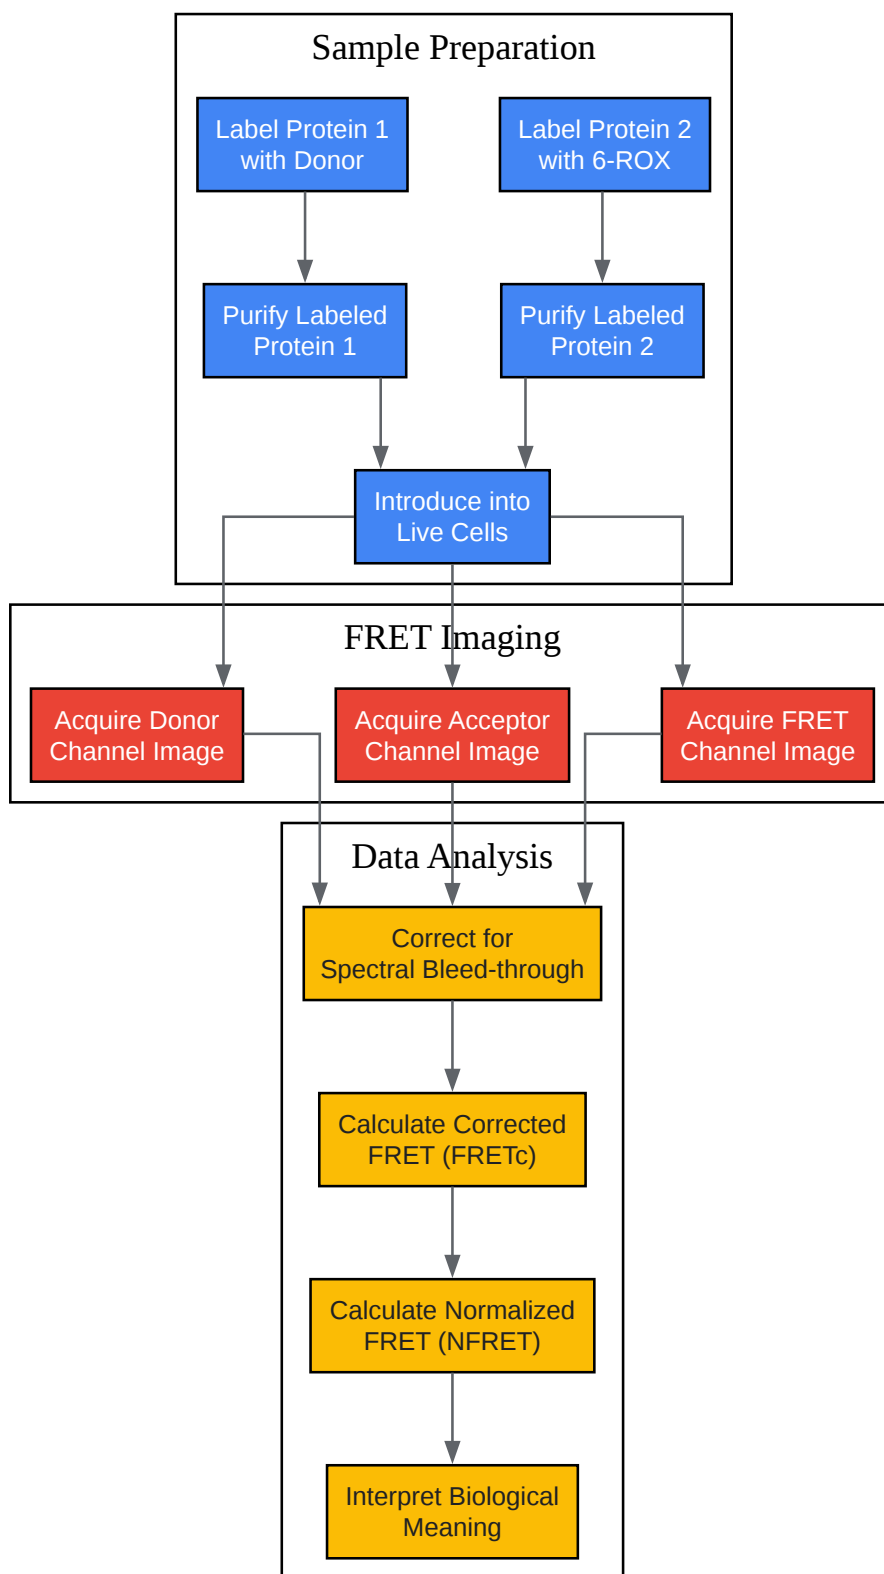 Sample Preparation
Label Protein 1
with Donor
Label Protein 2
with 6-ROX
Purify Labeled
Protein 1
Purify Labeled
Protein 2
Introduce into
Live Cells
FRET Imaging
Acquire Donor
Channel Image
Acquire Acceptor
Channel Image
Acquire FRET
Channel Image
Data Analysis
Correct for
Spectral Bleed-through
Calculate Corrected
FRET (FRETc)
Calculate Normalized
FRET (NFRET)
Interpret Biological
Meaning